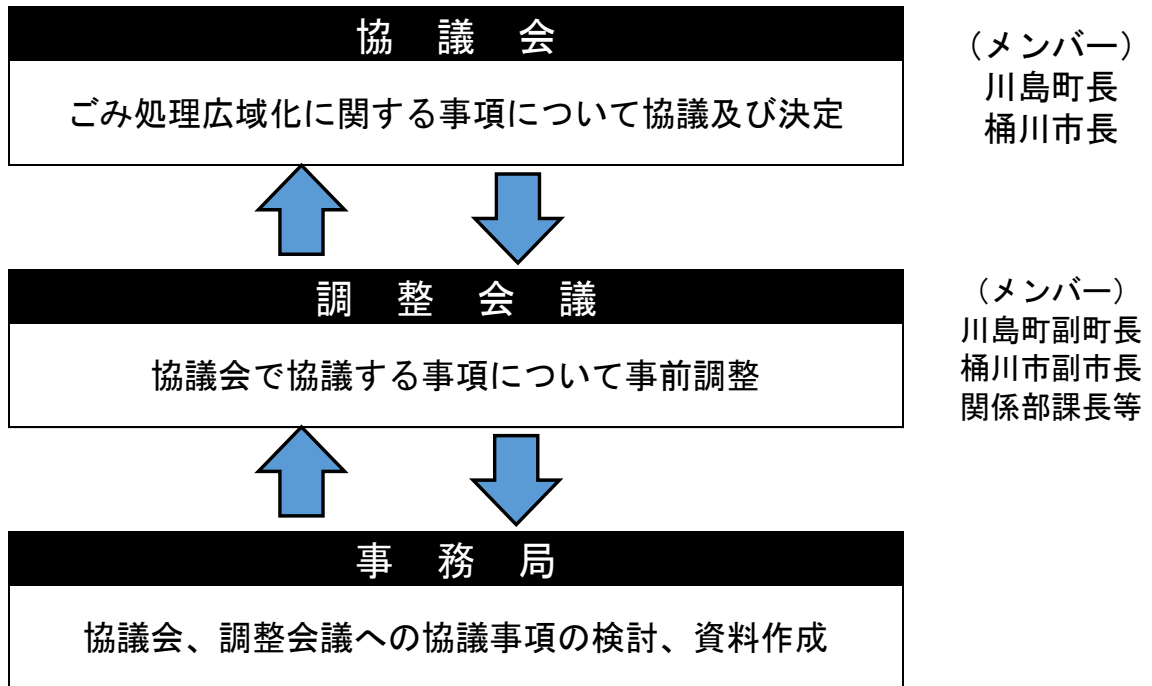 協　議　会
ごみ処理広域化に関する事項について協議及び決定
（メンバー）
川島町長
桶川市長
調　整　会　議
協議会で協議する事項について事前調整
（メンバー）
川島町副町長
桶川市副市長
関係部課長等
事　務　局
協議会、調整会議への協議事項の検討、資料作成